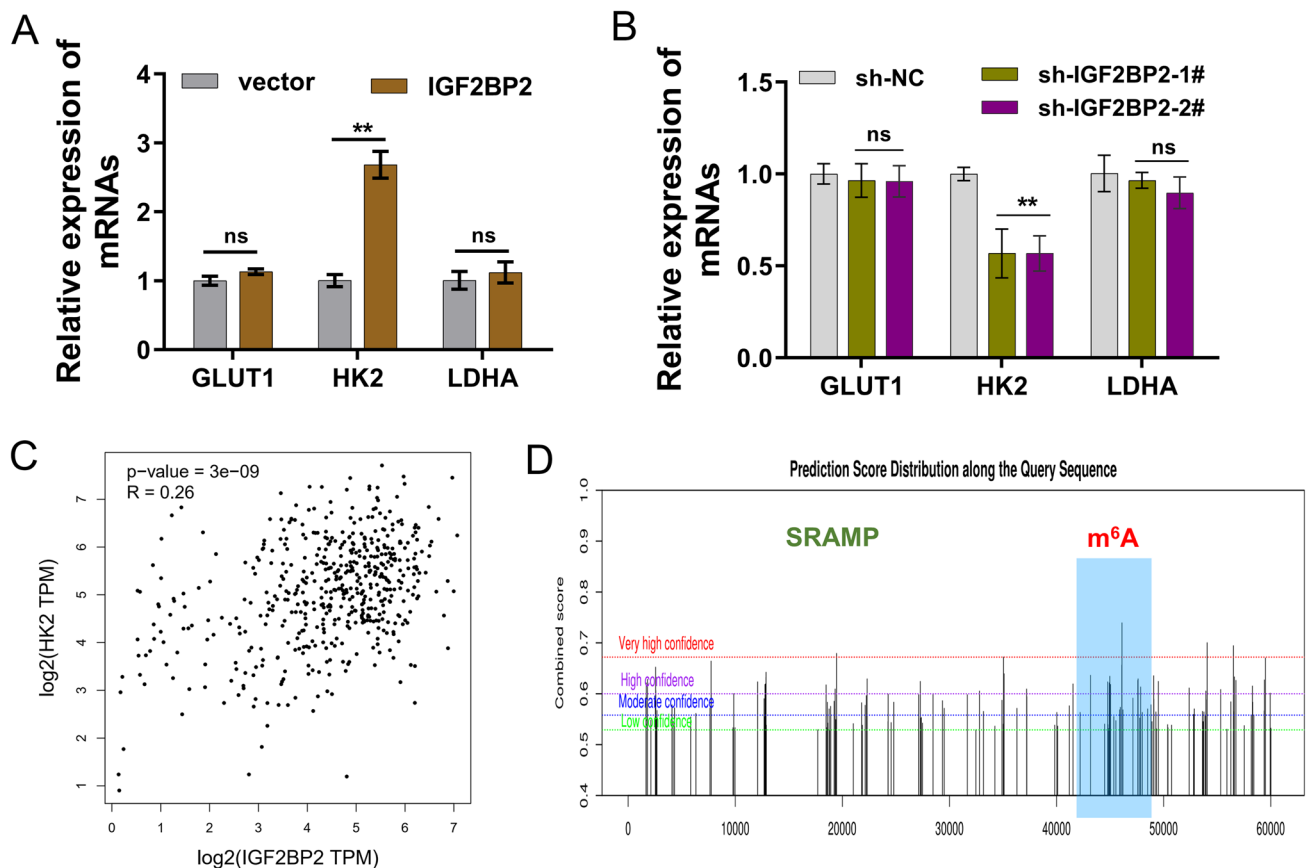 A
Relative expression of
mRNAs
vector
IGF2BP2
4
3
2
1
0
ns
**
ns
GLUT1
HK2
LDHA
B
Relative expression of
mRNAs
sh-NC
sh-IGF2BP2-1#
sh-IGF2BP2-2#
1.5
1.0
0.5
0.0
ns
**
ns
GLUT1
HK2
LDHA
C
p-value = 3e-09
R = 0.26
log2(HK2 TPM)
7
6
5
4
3
2
1
0 1 2 3 4 5 6 7
log2(IGF2BP2 TPM)
D
Prediction Score Distribution along the Query Sequence
SRAMP
m⁶A
Combined score
1.0
0.9
0.8
0.7
0.6
0.5
0.4
Very high confidence
High confidence
Moderate confidence
Low confidence
0 10000 20000 30000 40000 50000 60000